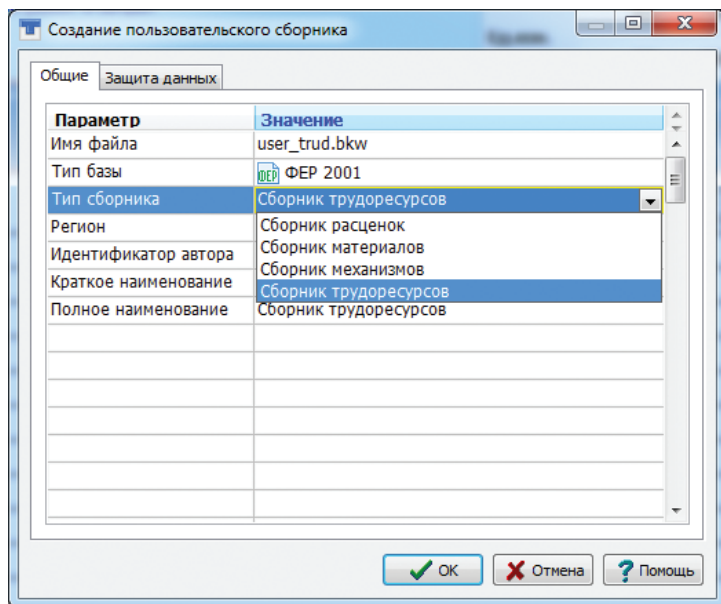 Создание пользовательского сборника
Общие
Защита данных
Параметр Значение
Имя файла user_trud.bkw
Тип базы ФЕР ФЕР 2001
Тип сборника Сборник трудоресурсов
Регион Сборник расценок
Сборник материалов
Идентификатор автора
Сборник механизмов
Краткое наименование
Сборник трудоресурсов
Полное наименование Сборник трудоресурсов
OK
Отмена
? Помощь